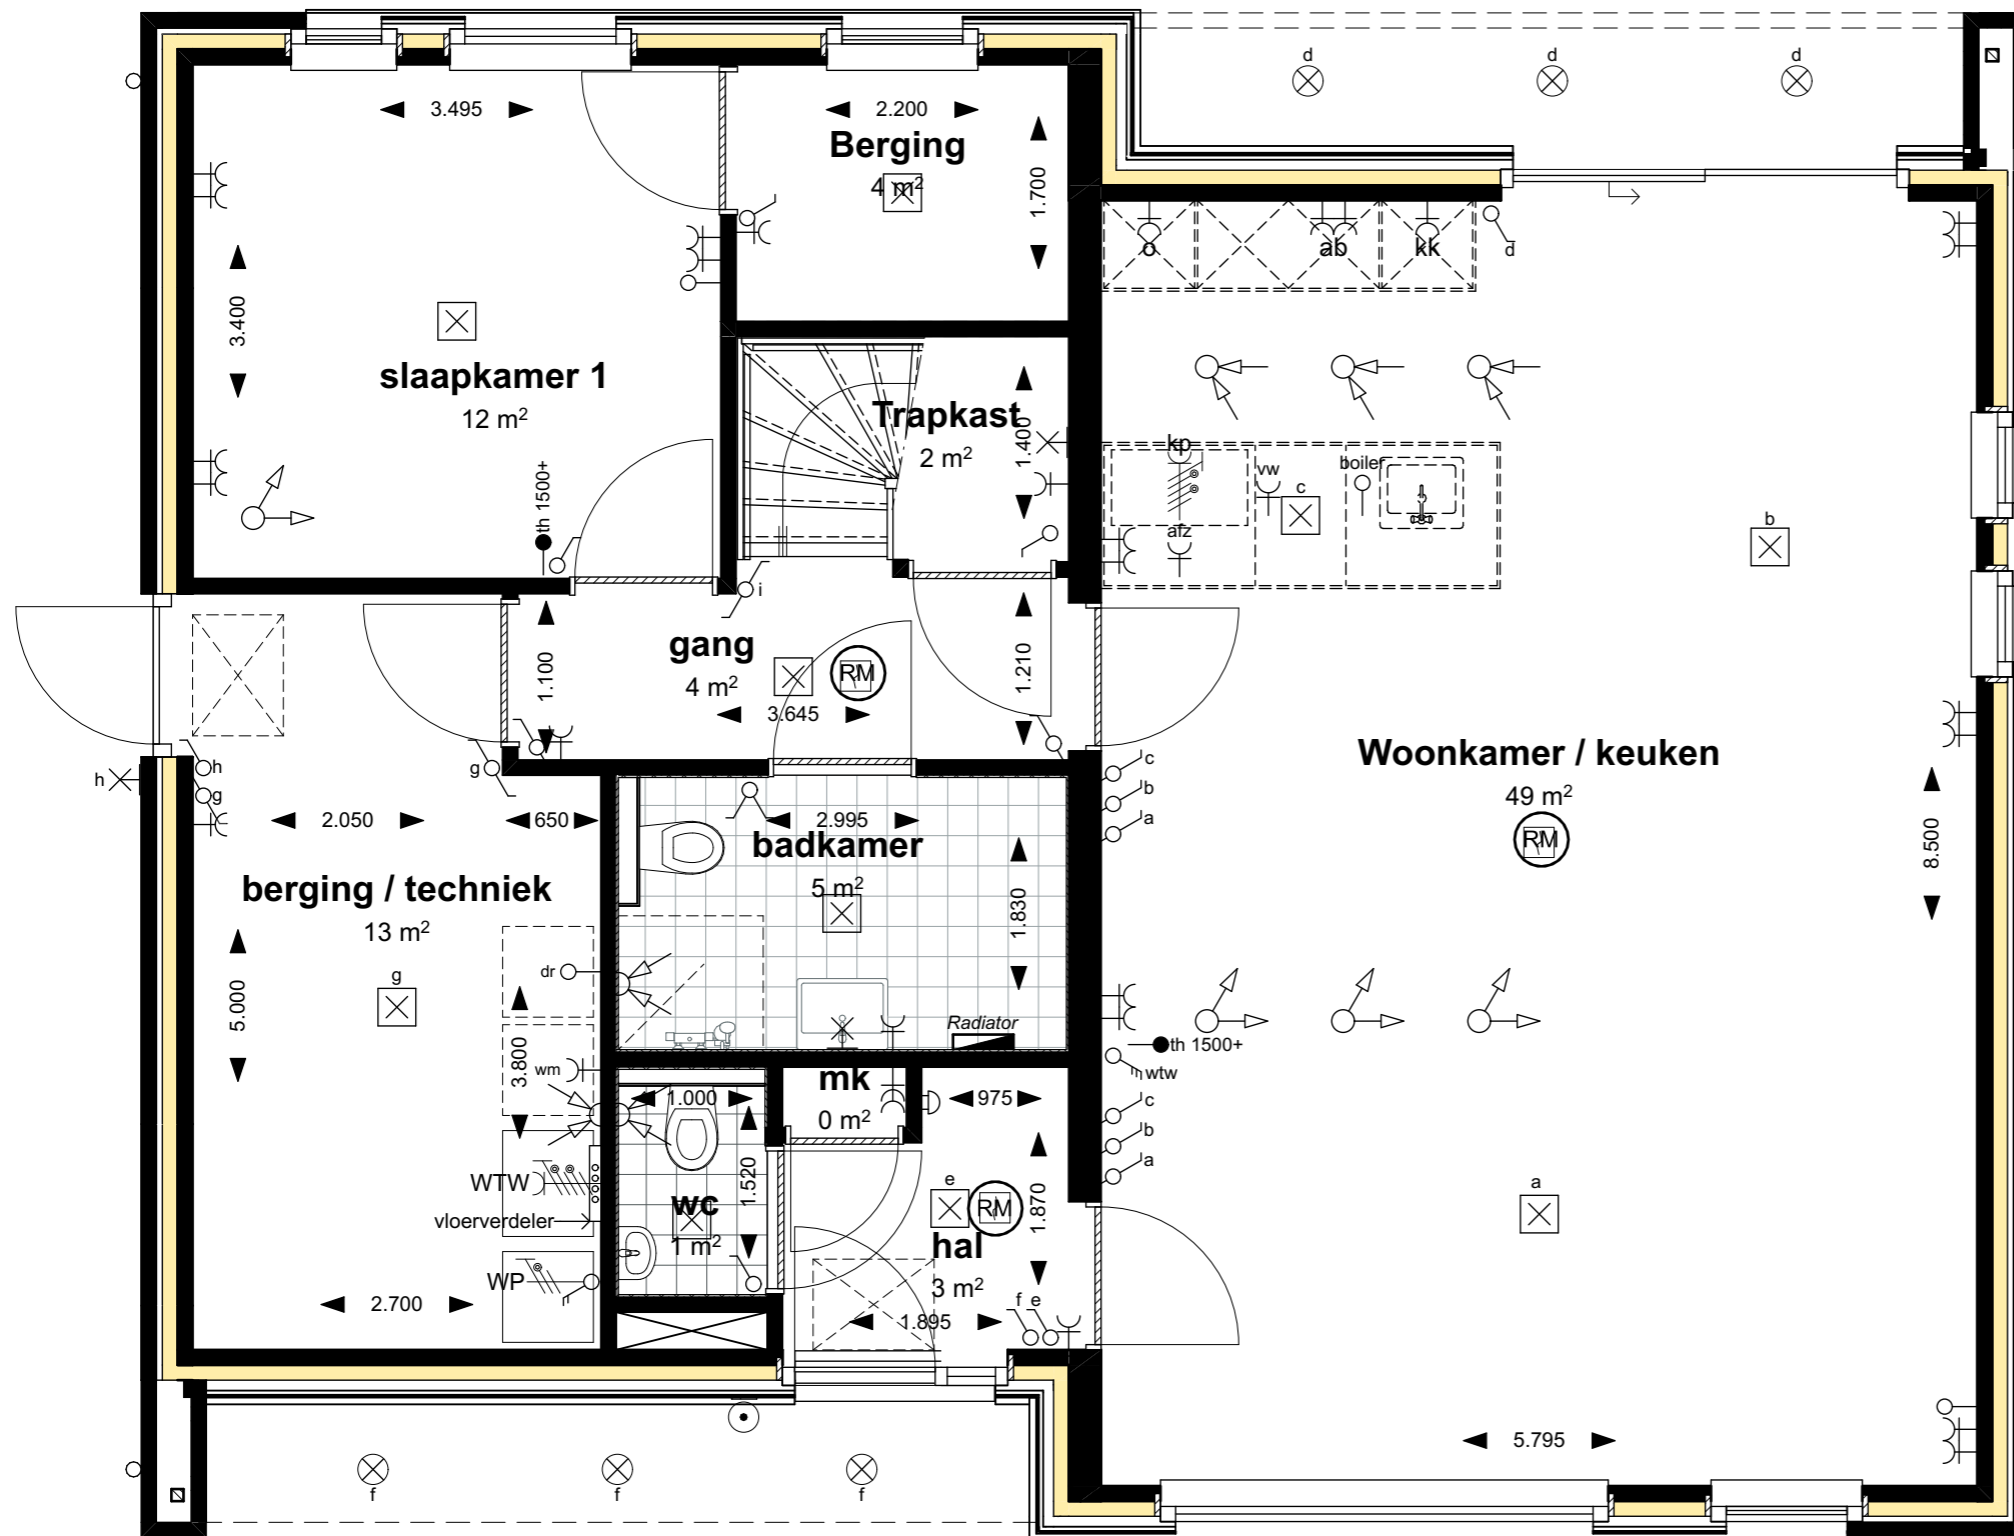 d
d
d
3.495
2.200
Berging
4 m²
1.700
o
ab
kk
d
3.400
slaapkamer 1
12 m²
Trapkast
2 m²
1.400
kp
vw
c
boiler
afz
b
th 1500+
i
gang
4 m²
RM
1.100
1.210
3.645
h
h
g
g
c
b
a
Woonkamer / keuken
49 m²
RM
8.500
2.050
650
2.995
badkamer
5 m²
1.830
berging / techniek
13 m²
g
5.000
dr
3.800
wm
Radiator
th 1500+
wtw
c
b
a
mk
0 m²
1.000
975
1.520
WTW
vloerverdeler
wc
1 m²
e
RM
1.870
hal
3 m²
a
WP
2.700
f e
1.895
5.795
f
f
f